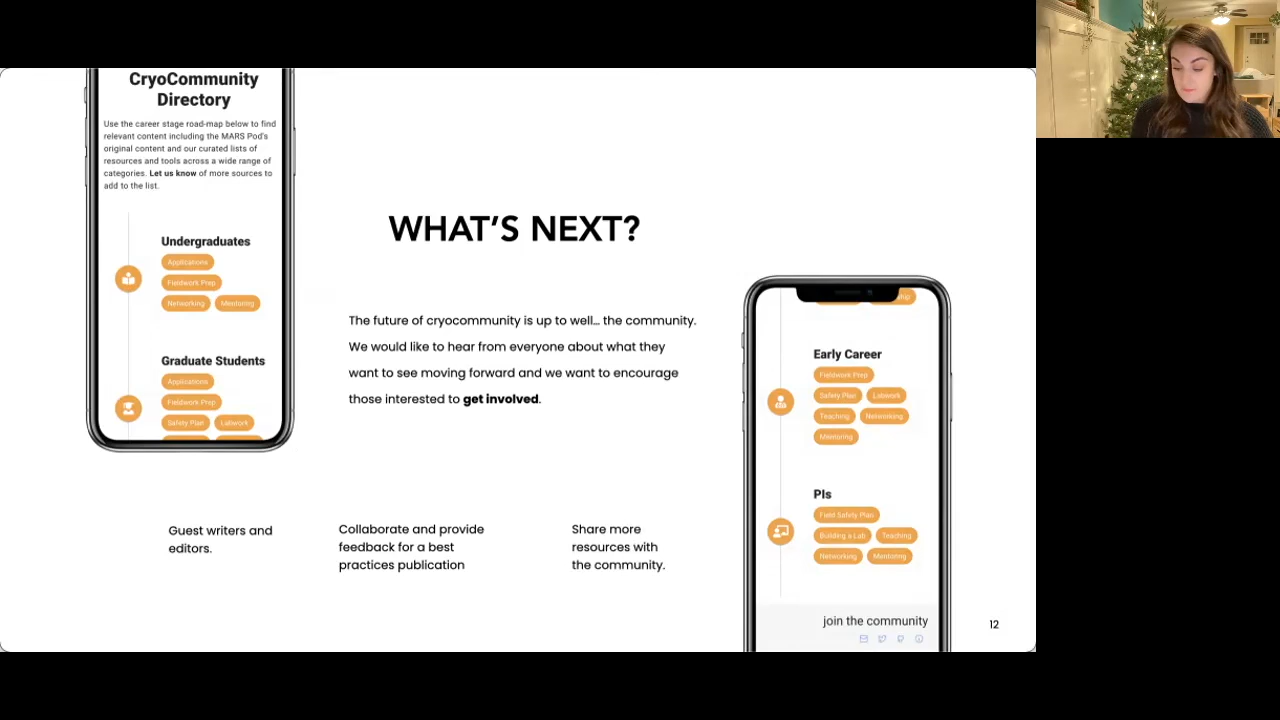 CryoCommunity
Directory
Use the career stage road-map below to find
relevant content including the MARS Pod's
original content and our curated lists of
resources and tools across a wide range of
categories. Let us know of more sources to
add to the list.
Undergraduates
Applications
Fieldwork Prep
Networking Mentoring
Graduate Students
Applications
Fieldwork Prep
Safety Plan Labwork
WHAT'S NEXT?
The future of cryocommunity is up to well... the community.
We would like to hear from everyone about what they
want to see moving forward and we want to encourage
those interested to get involved.
Guest writers and
editors.
Collaborate and provide
feedback for a best
practices publication
Share more
resources with
the community.
Early Career
Fieldwork Prep
Safety Plan Labwork
Teaching Networking
Mentoring
PIs
Field Safety Plan
Building a Lab Teaching
Networking Mentoring
join the community
12